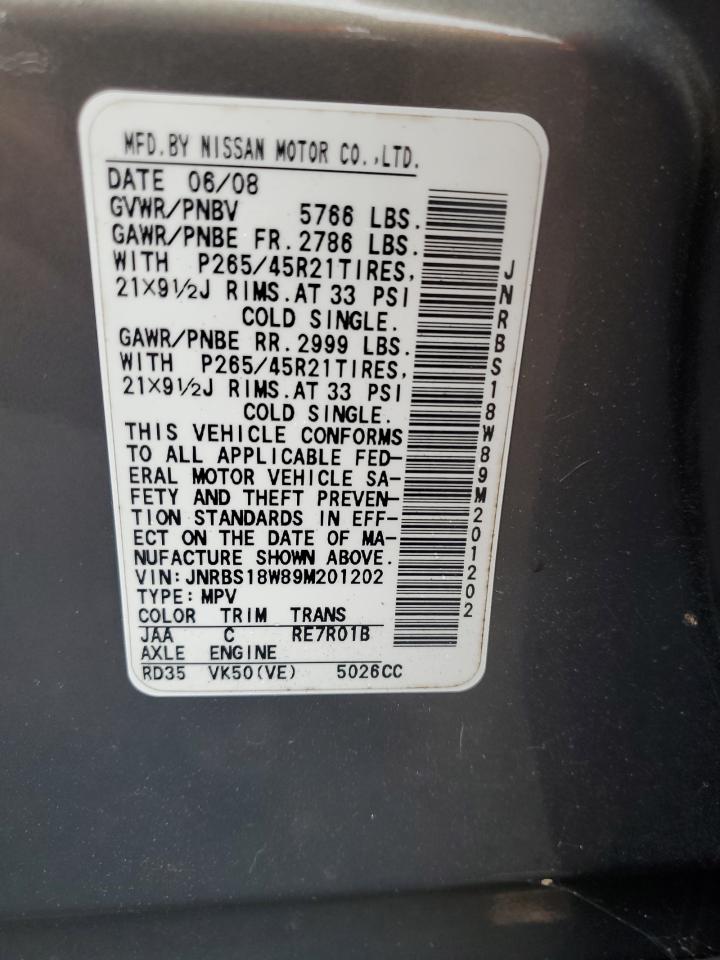 MFD.BY NISSAN MOTOR CO.,LTD.
DATE 06/08
GVWR/PNBV 5766 LBS.
GAWR/PNBE FR.2786 LBS.
WITH P265/45R21TIRES,
21X9½J RIMS.AT 33 PSI
COLD SINGLE.
GAWR/PNBE RR.2999 LBS.
WITH P265/45R21TIRES,
21X9½J RIMS.AT 33 PSI
COLD SINGLE.
THIS VEHICLE CONFORMS
TO ALL APPLICABLE FED-
ERAL MOTOR VEHICLE SA-
FETY AND THEFT PREVEN-
TION STANDARDS IN EFF-
ECT ON THE DATE OF MA-
NUFACTURE SHOWN ABOVE.
VIN:JNRBS18W89M201202
TYPE:MPV
COLOR TRIM TRANS
JAA C RE7R01B
AXLE ENGINE
RD35 VK50(VE) 5026CC
JNRBS18W89M201202